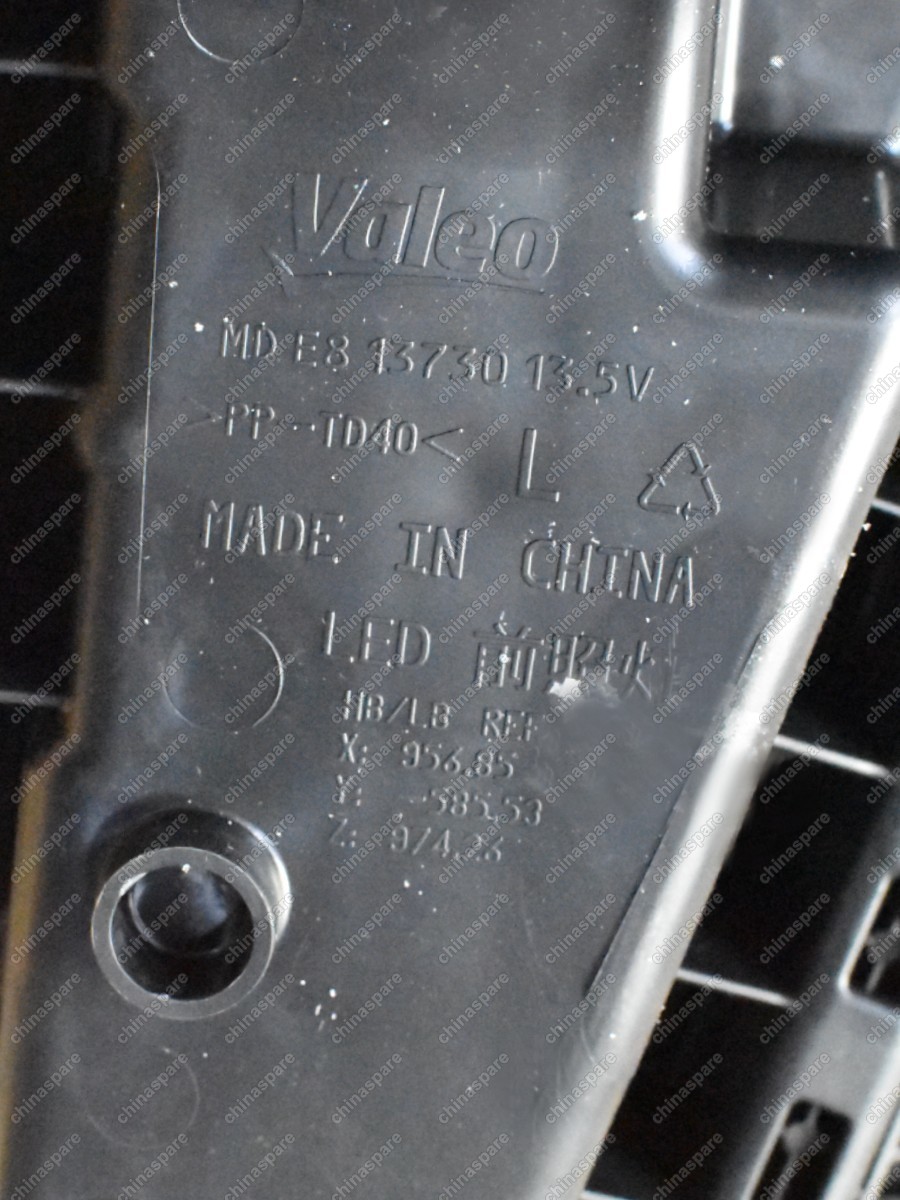 Valeo
MD E8 13730 13.5V
>PP-TD40< L
MADE IN CHINA
LED 前照灯
HB/LB REF
X: 956.85
Y: -585.53
Z: 974.26
chinaspare